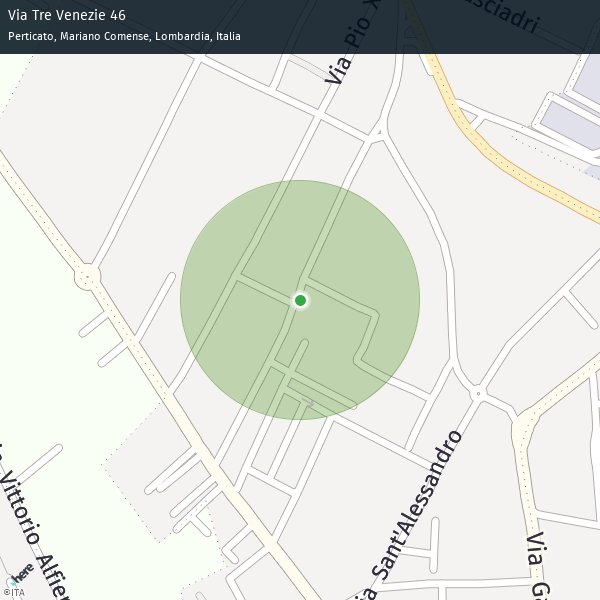 Via Tre Venezie 46
Perticato, Mariano Comense, Lombardia, Italia
Via Pio X
Via Sant'Alessandro
Vittorio Alfier
Via Ga
here
©ITA